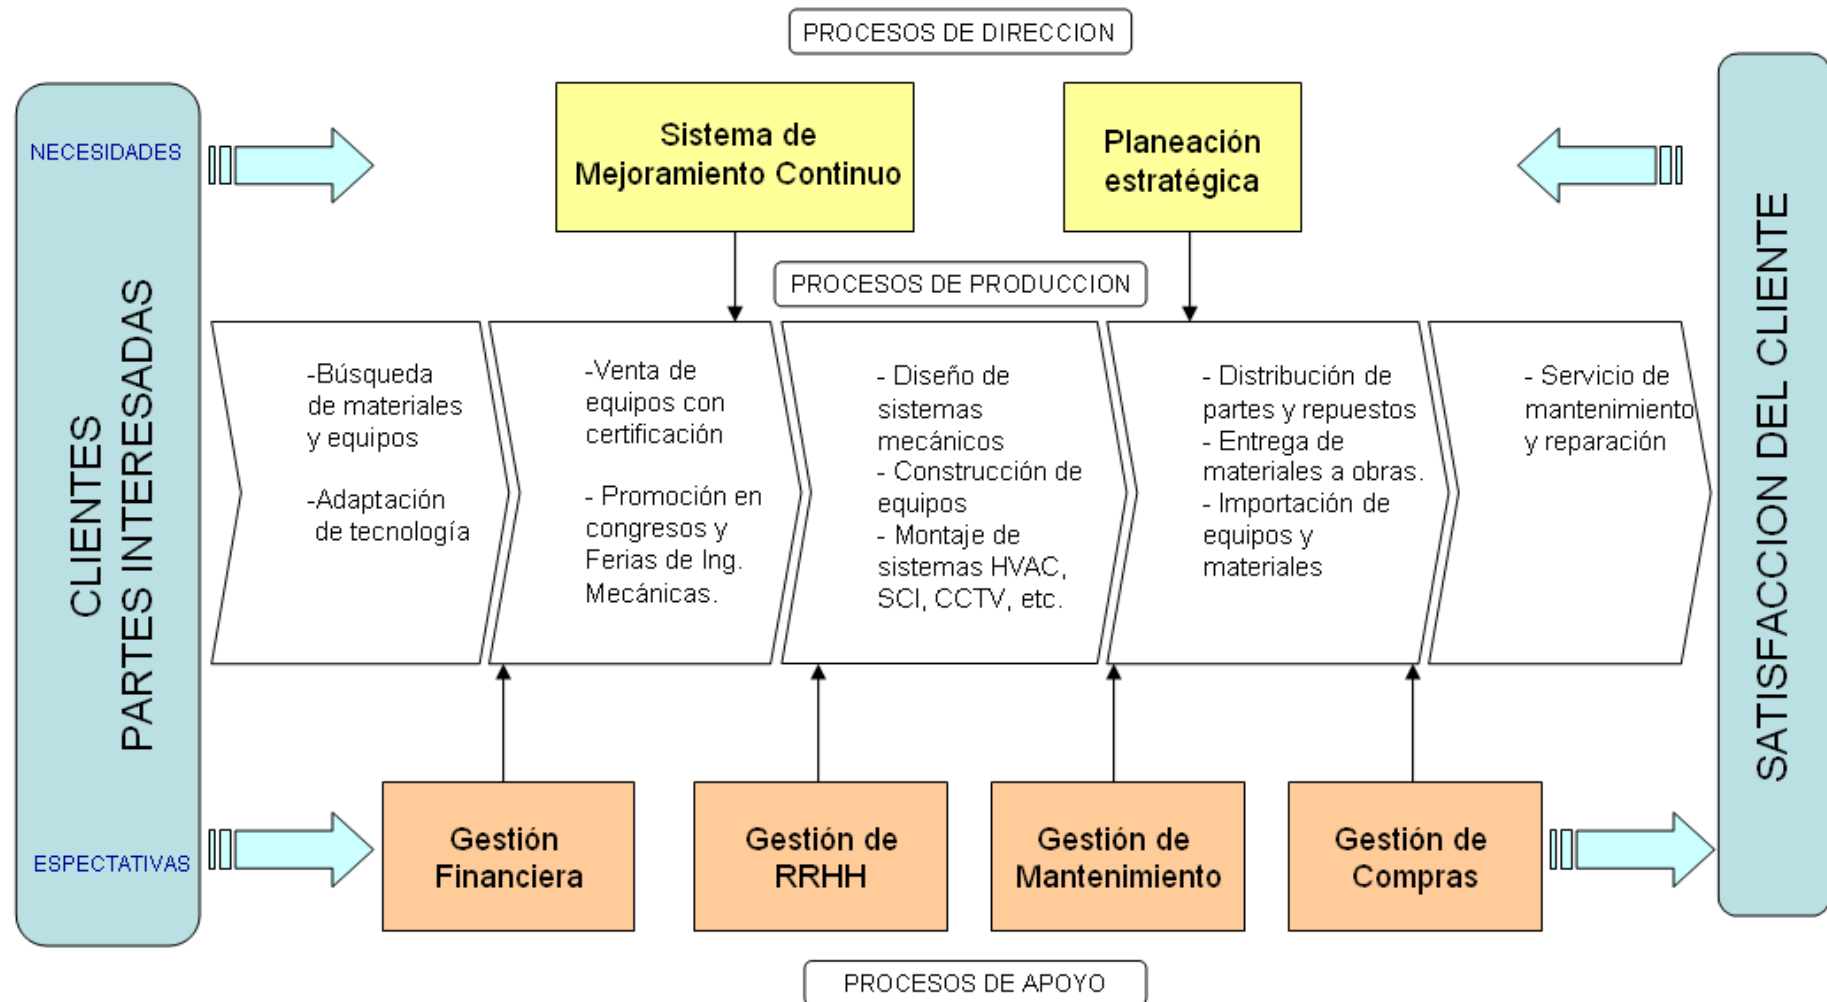 PROCESOS DE DIRECCION
NECESIDADES
Sistema de
Mejoramiento Continuo
Planeación
estratégica
PROCESOS DE PRODUCCION
CLIENTES
PARTES INTERESADAS
-Búsqueda
de materiales
y equipos
-Adaptación
de tecnología
-Venta de
equipos con
certificación
- Promoción en
congresos y
Ferias de Ing.
Mecánicas.
- Diseño de
sistemas
mecánicos
- Construcción de
equipos
- Montaje de
sistemas HVAC,
SCI, CCTV, etc.
- Distribución de
partes y repuestos
- Entrega de
materiales a obras.
- Importación de
equipos y
materiales
- Servicio de
mantenimiento
y reparación
SATISFACCION DEL CLIENTE
ESPECTATIVAS
Gestión
Financiera
Gestión de
RRHH
Gestión de
Mantenimiento
Gestión de
Compras
PROCESOS DE APOYO